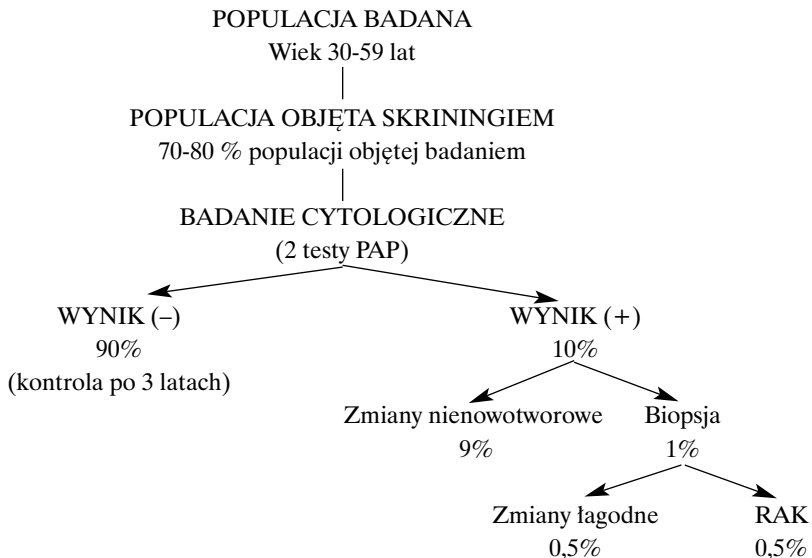 POPULACJA BADANA
Wiek 30-59 lat
POPULACJA OBJĘTA SKRININGIEM
70-80 % populacji objętej badaniem
BADANIE CYTOLOGICZNE
(2 testy PAP)
WYNIK (–)
90%
(kontrola po 3 latach)
WYNIK (+)
10%
Zmiany nienowotworowe
9%
Biopsja
1%
Zmiany łagodne
0,5%
RAK
0,5%